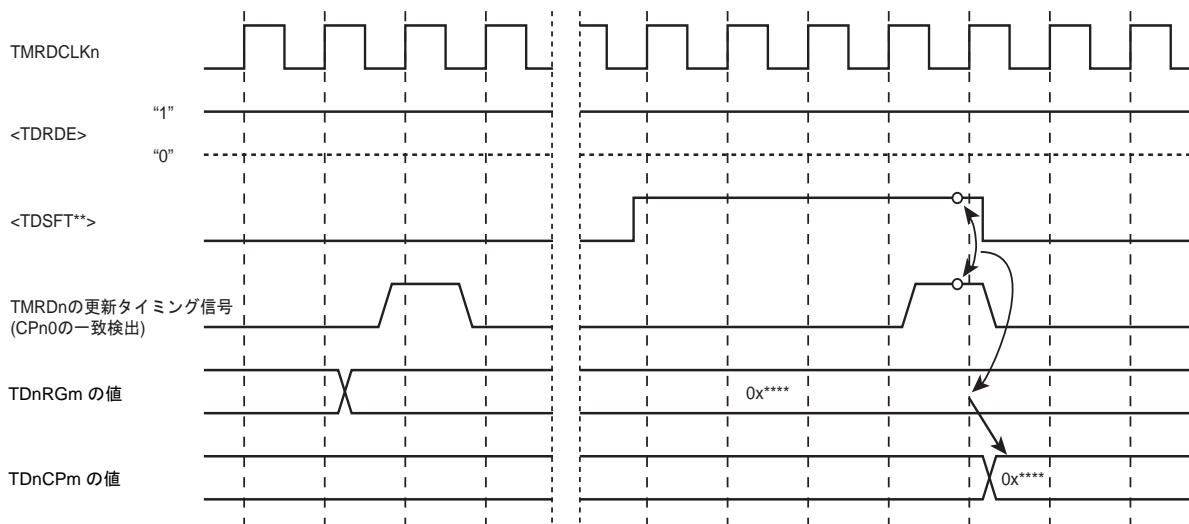 TMRDCLKn
“1”
<TDRDE>
“0”
<TDSFT**>
TMRDnの更新タイミング信号
(CPn0の一致検出)
TDnRGm の値
0x****
TDnCPm の値
0x****